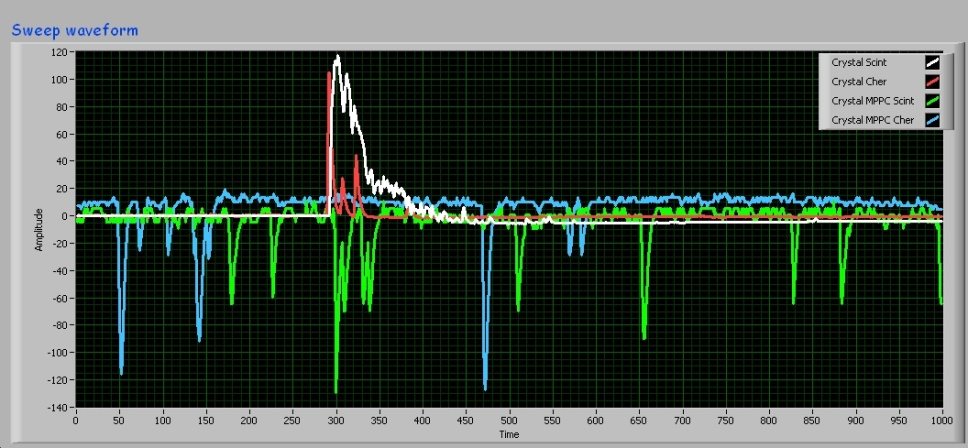 Sweep waveform
120
100
80
60
40
20
0
-20
-40
-60
-80
-100
-120
-140
Amplitude
0 50 100 150 200 250 300 350 400 450 500 550 600 650 700 750 800 850 900 950 1000
Time
Crystal Scint
Crystal Cher
Crystal MPPC Scint
Crystal MPPC Cher